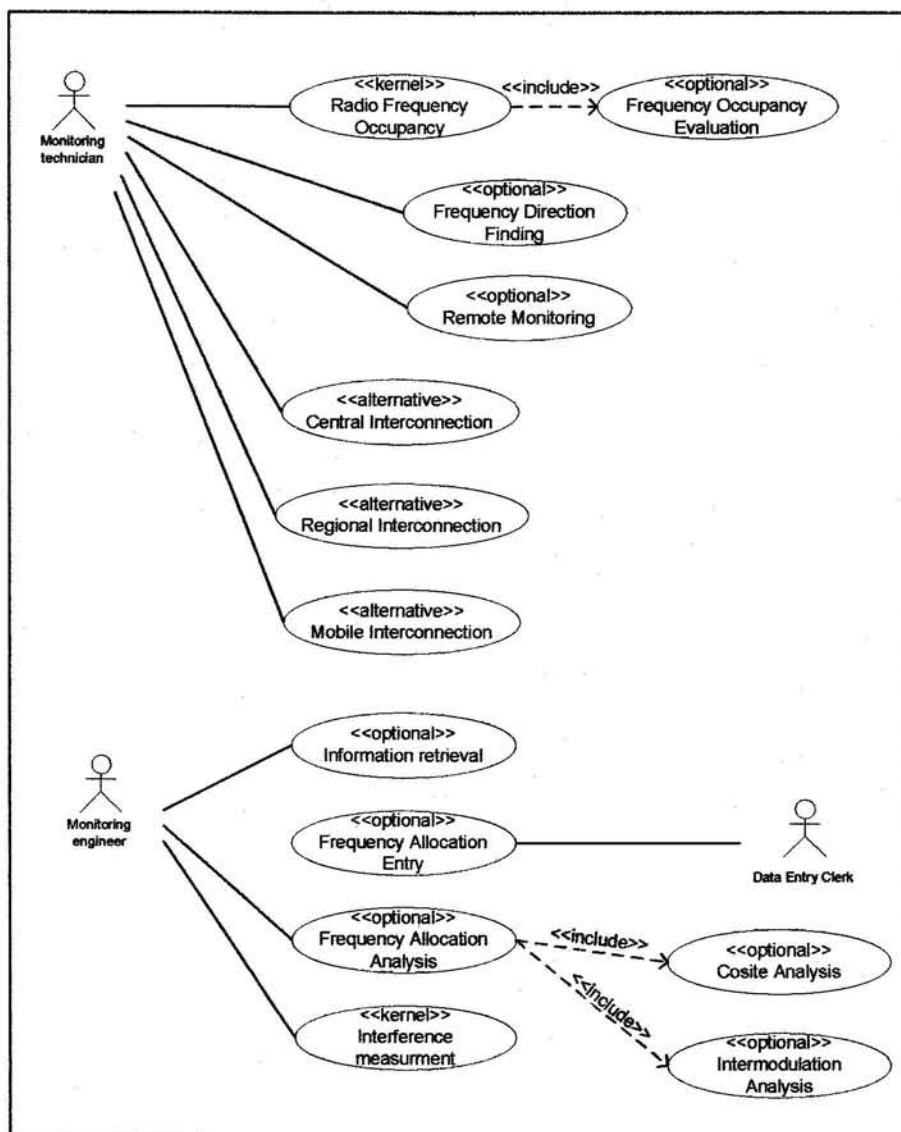 <<kernel>>
Radio Frequency
Occupancy
<<include>>
<<optional>>
Frequency Occupancy
Evaluation
Monitoring
technician
<<optional>>
Frequency Direction
Finding
<<optional>>
Remote Monitoring
<<alternative>>
Central Interconnection
<<alternative>>
Regional Interconnection
<<alternative>>
Mobile Interconnection
<<optional>>
Information retrieval
Monitoring
engineer
<<optional>>
Frequency Allocation
Entry
Data Entry Clerk
<<optional>>
Frequency Allocation
Analysis
<<include>>
<<optional>>
Cosite Analysis
<<include>>
<<kernel>>
Interference
measurment
<<optional>>
Intermodulation
Analysis